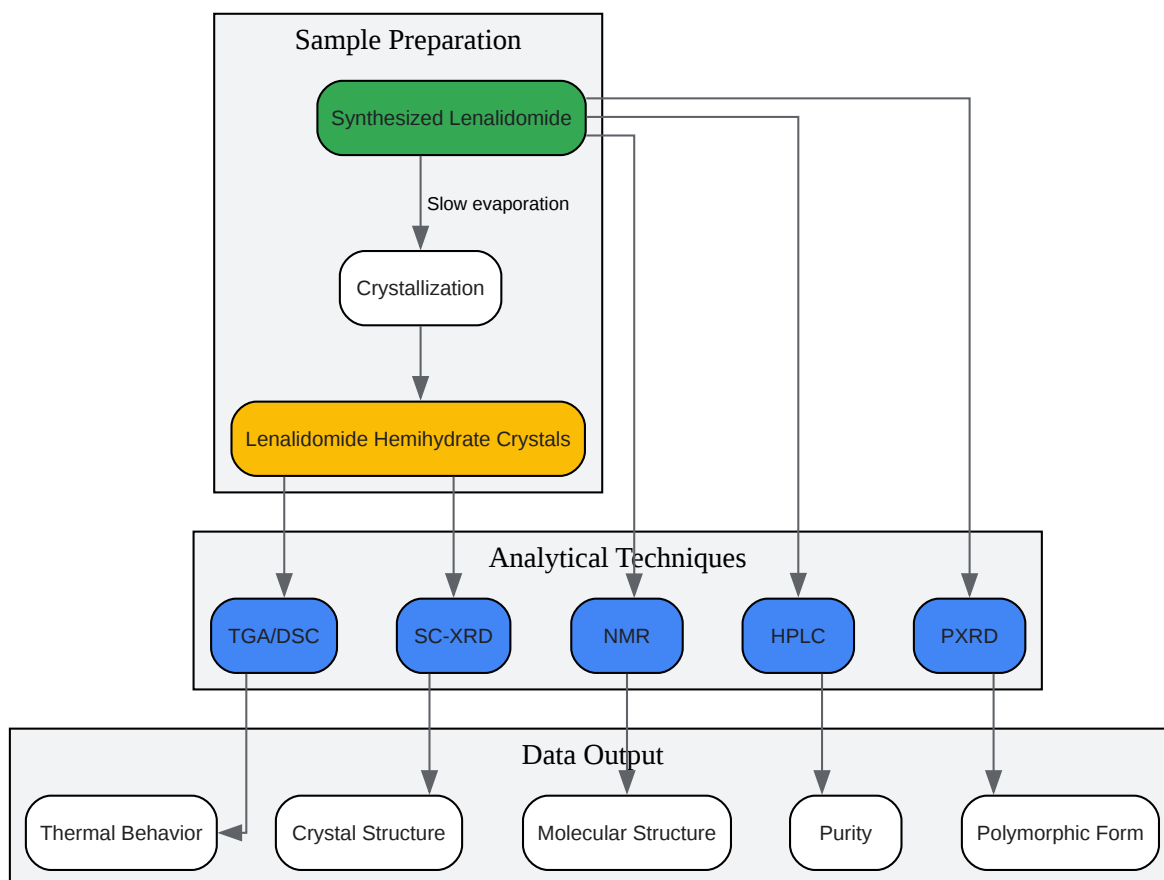 Sample Preparation
Synthesized Lenalidomide
Slow evaporation
Crystallization
Lenalidomide Hemihydrate Crystals
Analytical Techniques
TGA/DSC
SC-XRD
NMR
HPLC
PXRD
Data Output
Thermal Behavior
Crystal Structure
Molecular Structure
Purity
Polymorphic Form